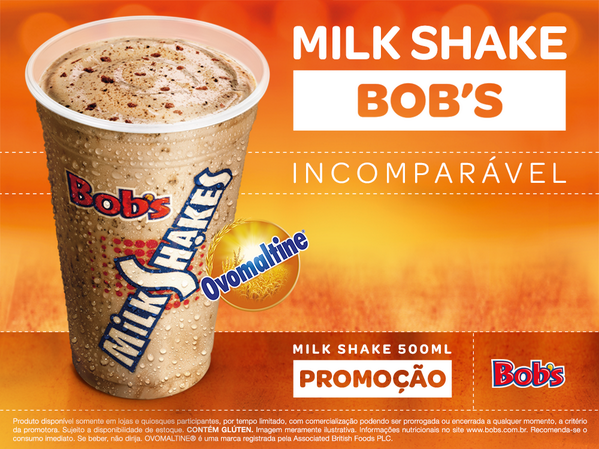 MILK SHAKE
BOB'S
INCOMPARÁVEL
Bob's
MILK SHAKES
Ovomaltine®
MILK SHAKE 500ML
PROMOÇÃO
Bob's
Produto disponível somente em lojas e quiosques participantes, por tempo limitado, com comercialização podendo ser prorrogada ou encerrada a qualquer momento, a critério
da promotora. Sujeito a disponibilidade de estoque. CONTÉM GLÚTEN. Imagem meramente ilustrativa. Informações nutricionais no site www.bobs.com.br. Recomenda-se o
consumo imediato. Se beber, não dirija. OVOMALTINE® é uma marca registrada pela Associated British Foods PLC.